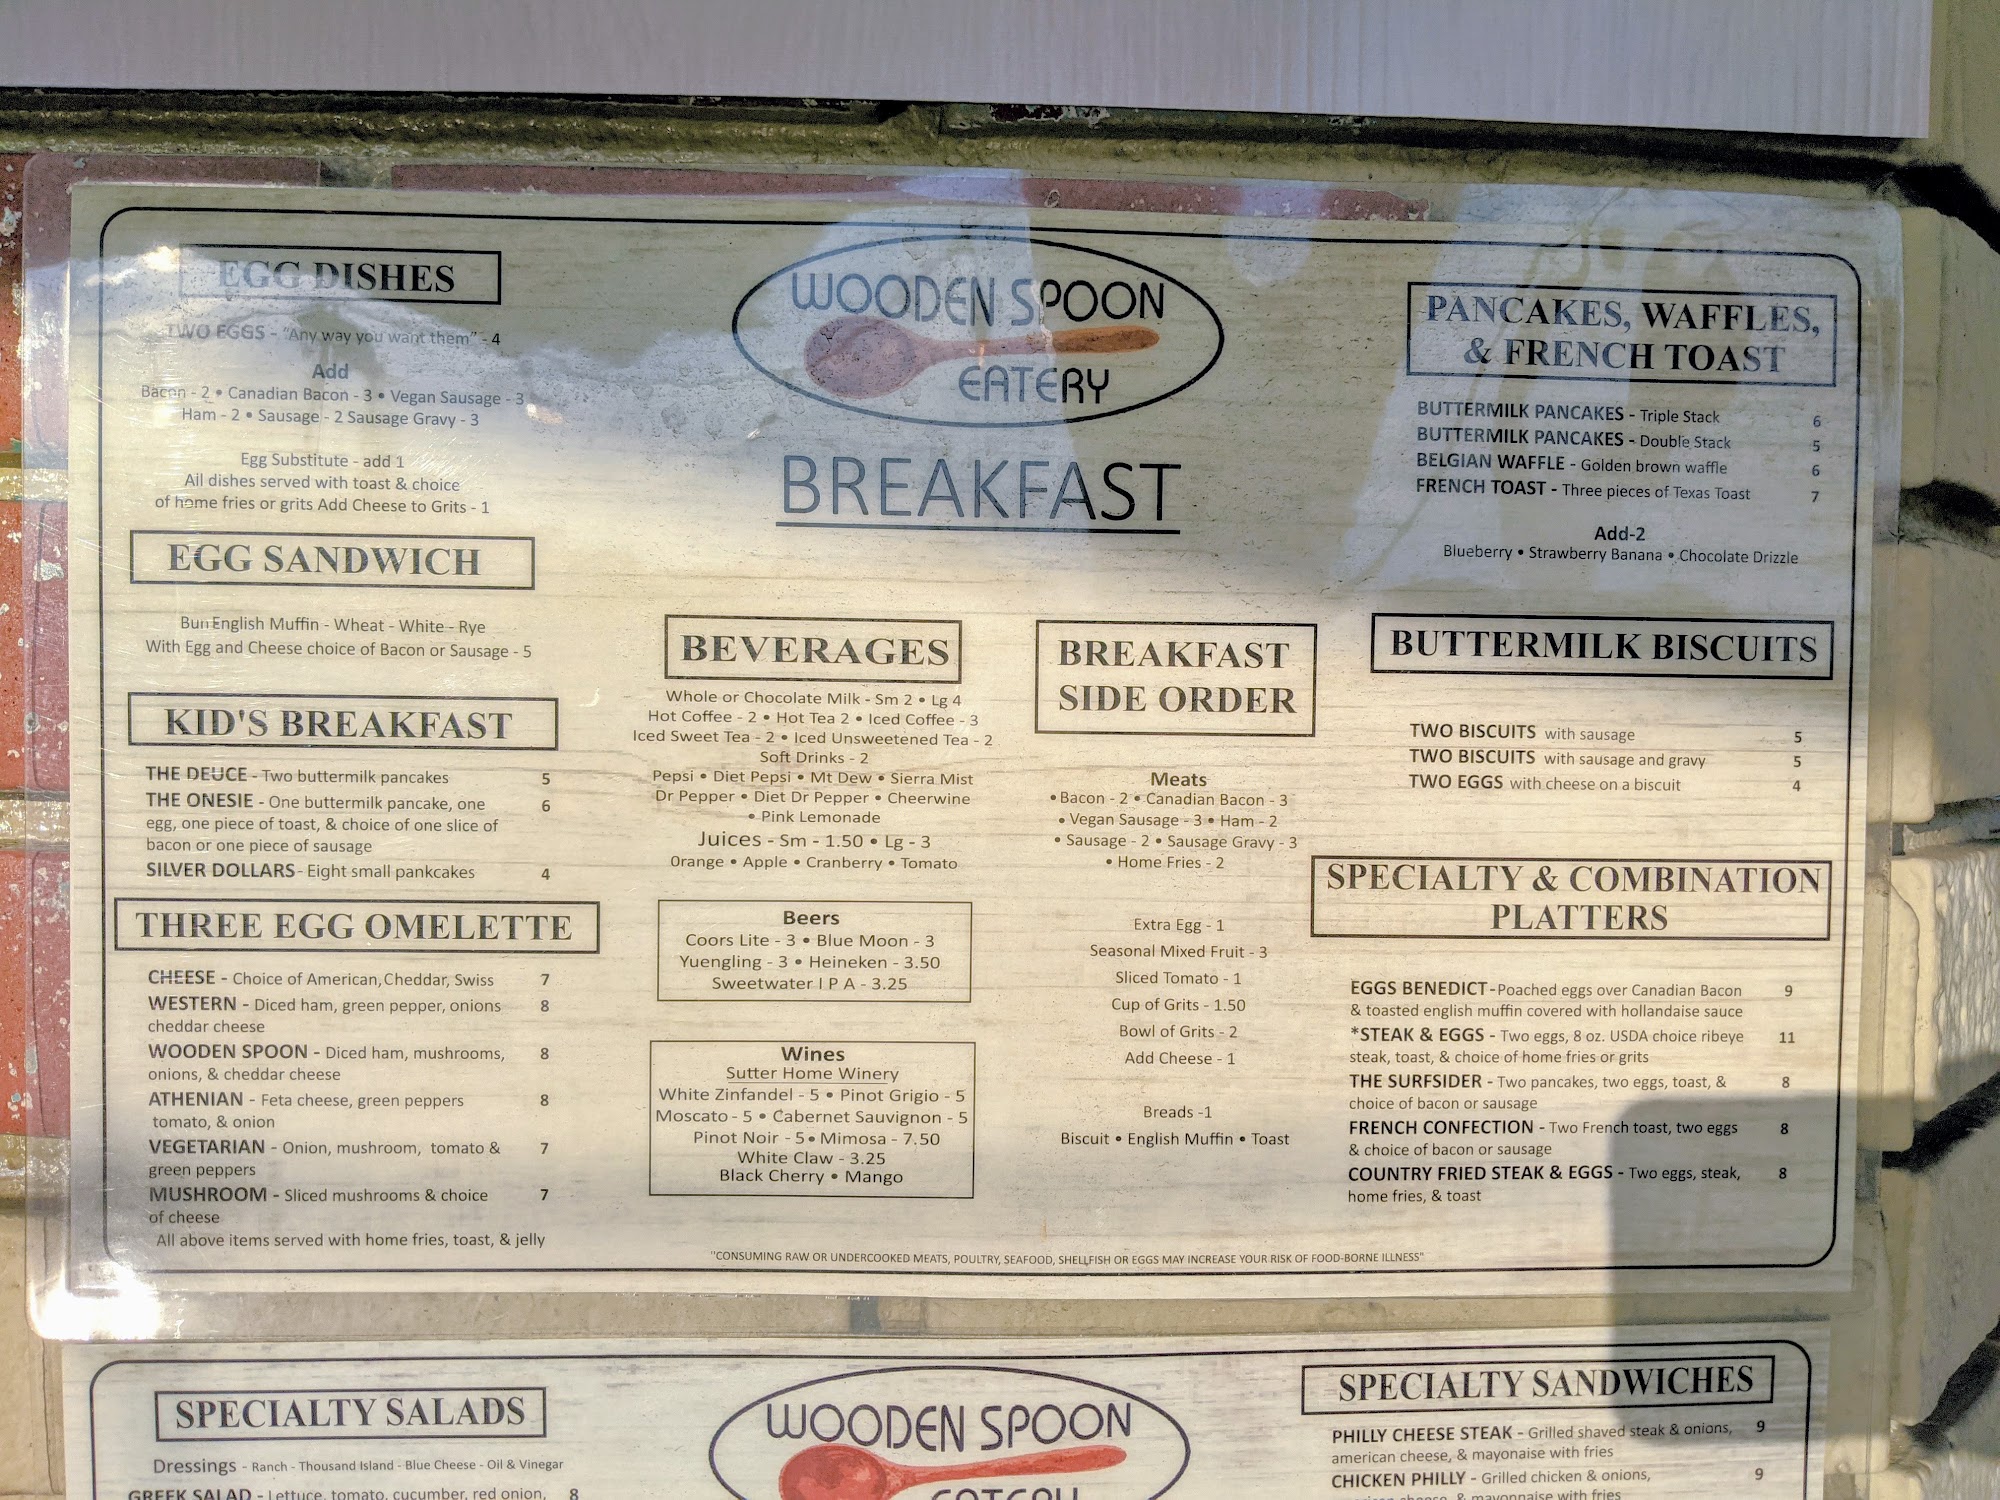 EGG DISHES
TWO EGGS - "Any way you want them" - 4
Add
Bacon - 2 • Canadian Bacon - 3 • Vegan Sausage - 3
Ham - 2 • Sausage - 2 Sausage Gravy - 3
Egg Substitute - add 1
All dishes served with toast & choice
of home fries or grits Add Cheese to Grits - 1
EGG SANDWICH
Bun English Muffin - Wheat - White - Rye
With Egg and Cheese choice of Bacon or Sausage - 5
KID'S BREAKFAST
THE DEUCE - Two buttermilk pancakes 5
THE ONESIE - One buttermilk pancake, one 6
egg, one piece of toast, & choice of one slice of
bacon or one piece of sausage
SILVER DOLLARS- Eight small pankcakes 4
THREE EGG OMELETTE
CHEESE - Choice of American, Cheddar, Swiss 7
WESTERN - Diced ham, green pepper, onions 8
cheddar cheese
WOODEN SPOON - Diced ham, mushrooms, 8
onions, & cheddar cheese
ATHENIAN - Feta cheese, green peppers 8
tomato, & onion
VEGETARIAN - Onion, mushroom, tomato & 7
green peppers
MUSHROOM - Sliced mushrooms & choice 7
of cheese
All above items served with home fries, toast, & jelly
WOODEN SPOON
EATERY
BREAKFAST
BEVERAGES
Whole or Chocolate Milk - Sm 2 • Lg 4
Hot Coffee - 2 • Hot Tea 2 • Iced Coffee - 3
Iced Sweet Tea - 2 • Iced Unsweetened Tea - 2
Soft Drinks - 2
Pepsi • Diet Pepsi • Mt Dew • Sierra Mist
Dr Pepper • Diet Dr Pepper • Cheerwine
• Pink Lemonade
Juices - Sm - 1.50 • Lg - 3
Orange • Apple • Cranberry • Tomato
Beers
Coors Lite - 3 • Blue Moon - 3
Yuengling - 3 • Heineken - 3.50
Sweetwater I P A - 3.25
Wines
Sutter Home Winery
White Zinfandel - 5 • Pinot Grigio - 5
Moscato - 5 • Cabernet Sauvignon - 5
Pinot Noir - 5 • Mimosa - 7.50
White Claw - 3.25
Black Cherry • Mango
BREAKFAST
SIDE ORDER
Meats
• Bacon - 2 • Canadian Bacon - 3
• Vegan Sausage - 3 • Ham - 2
• Sausage - 2 • Sausage Gravy - 3
• Home Fries - 2
Extra Egg - 1
Seasonal Mixed Fruit - 3
Sliced Tomato - 1
Cup of Grits - 1.50
Bowl of Grits - 2
Add Cheese - 1
Breads -1
Biscuit • English Muffin • Toast
PANCAKES, WAFFLES,
& FRENCH TOAST
BUTTERMILK PANCAKES - Triple Stack 6
BUTTERMILK PANCAKES - Double Stack 5
BELGIAN WAFFLE - Golden brown waffle 6
FRENCH TOAST - Three pieces of Texas Toast 7
Add-2
Blueberry • Strawberry Banana • Chocolate Drizzle
BUTTERMILK BISCUITS
TWO BISCUITS with sausage 5
TWO BISCUITS with sausage and gravy 5
TWO EGGS with cheese on a biscuit 4
SPECIALTY & COMBINATION
PLATTERS
EGGS BENEDICT -Poached eggs over Canadian Bacon 9
& toasted english muffin covered with hollandaise sauce
*STEAK & EGGS - Two eggs, 8 oz. USDA choice ribeye 11
steak, toast, & choice of home fries or grits
THE SURFSIDER - Two pancakes, two eggs, toast, & 8
choice of bacon or sausage
FRENCH CONFECTION - Two French toast, two eggs 8
& choice of bacon or sausage
COUNTRY FRIED STEAK & EGGS - Two eggs, steak, 8
home fries, & toast
"CONSUMING RAW OR UNDERCOOKED MEATS, POULTRY, SEAFOOD, SHELLFISH OR EGGS MAY INCREASE YOUR RISK OF FOOD-BORNE ILLNESS"
SPECIALTY SALADS
Dressings - Ranch - Thousand Island - Blue Cheese - Oil & Vinegar
GREEK SALAD - Lettuce, tomato, cucumber, red onion, 8
WOODEN SPOON
EATERY
SPECIALTY SANDWICHES
PHILLY CHEESE STEAK - Grilled shaved steak & onions, 9
american cheese, & mayonaise with fries
CHICKEN PHILLY - Grilled chicken & onions, 9
cheese, & mayonnaise with fries